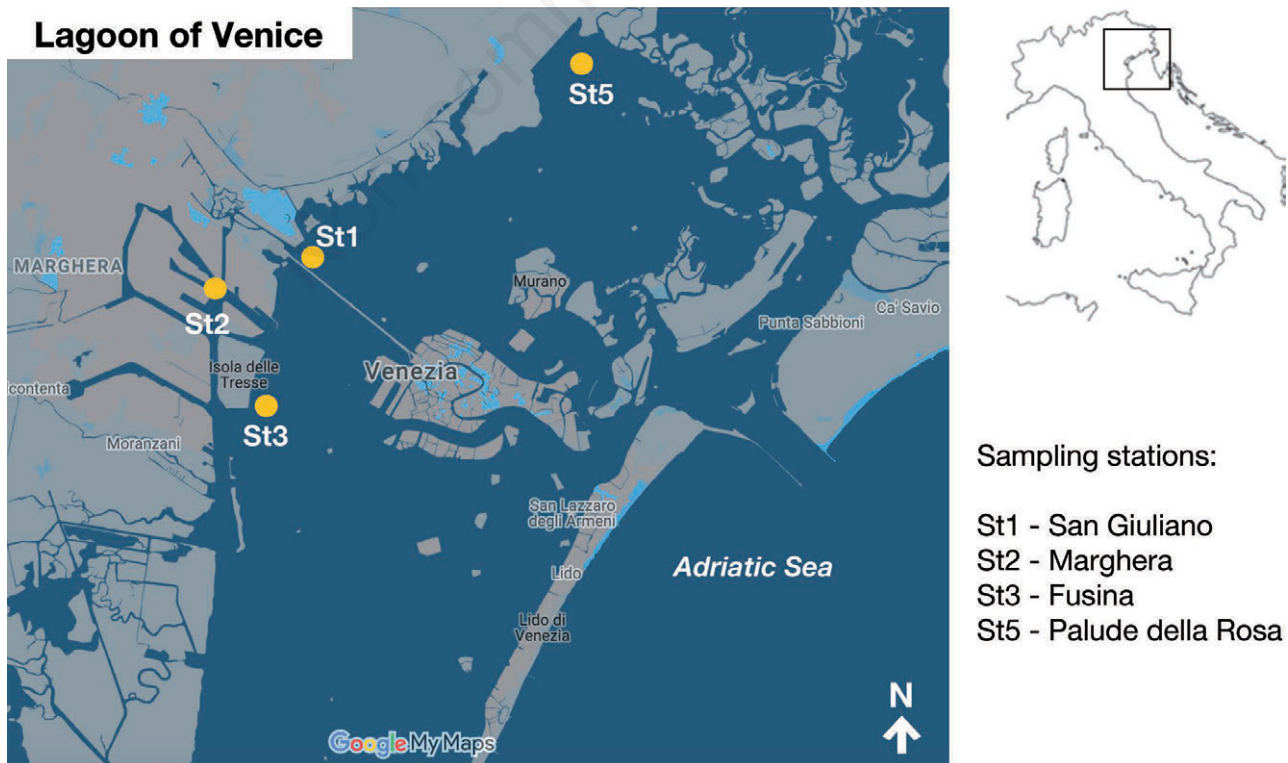 Lagoon of Venice
St5
St1
MARGHERA
St2
Murano
Ca' Savio
Punta Sabbioni
Isola delle
Tresse
Venezia
contenta
St3
Moranzani
San Lazzaro
degli Armeni
Adriatic Sea
Lido
Lido di
Venezia
N
Google My Maps
Sampling stations:
St1 - San Giuliano
St2 - Marghera
St3 - Fusina
St5 - Palude della Rosa